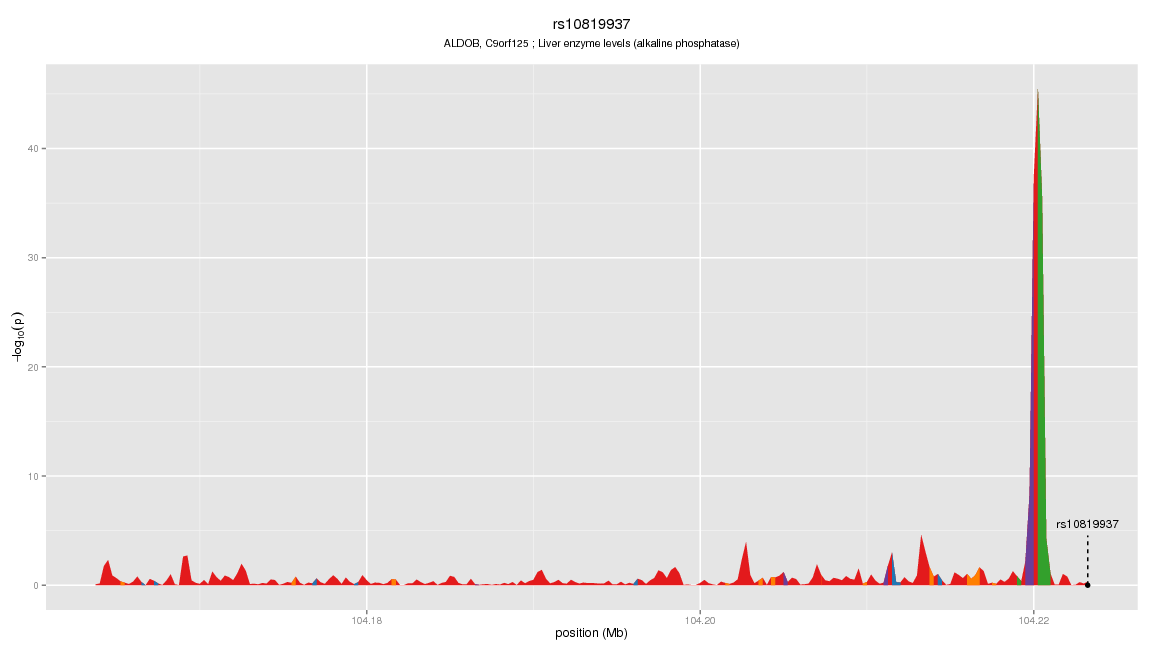 rs10819937
ALDOB, C9orf125 ; Liver enzyme levels (alkaline phosphatase)
40
30
20
10
0
−log10(p)
rs10819937
104.18
104.20
104.22
position (Mb)